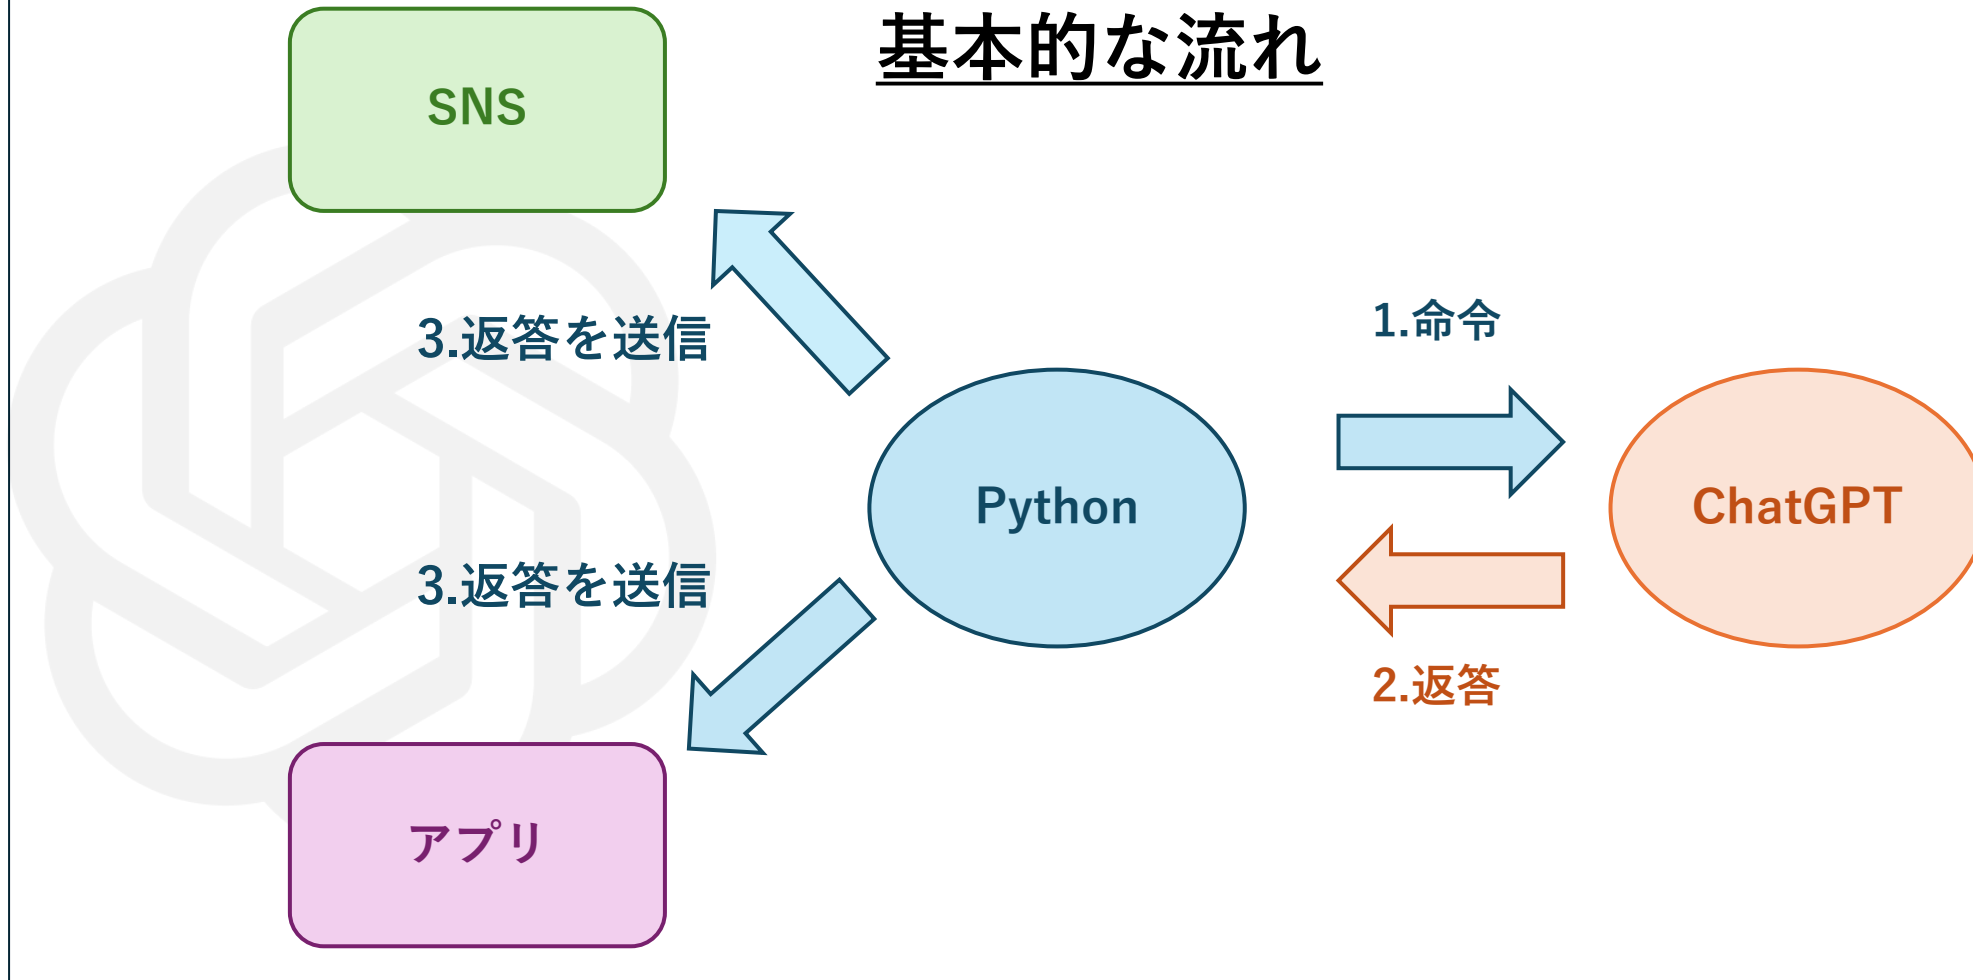 基本的な流れ
SNS
3.返答を送信
1.命令
Python
ChatGPT
3.返答を送信
2.返答
アプリ